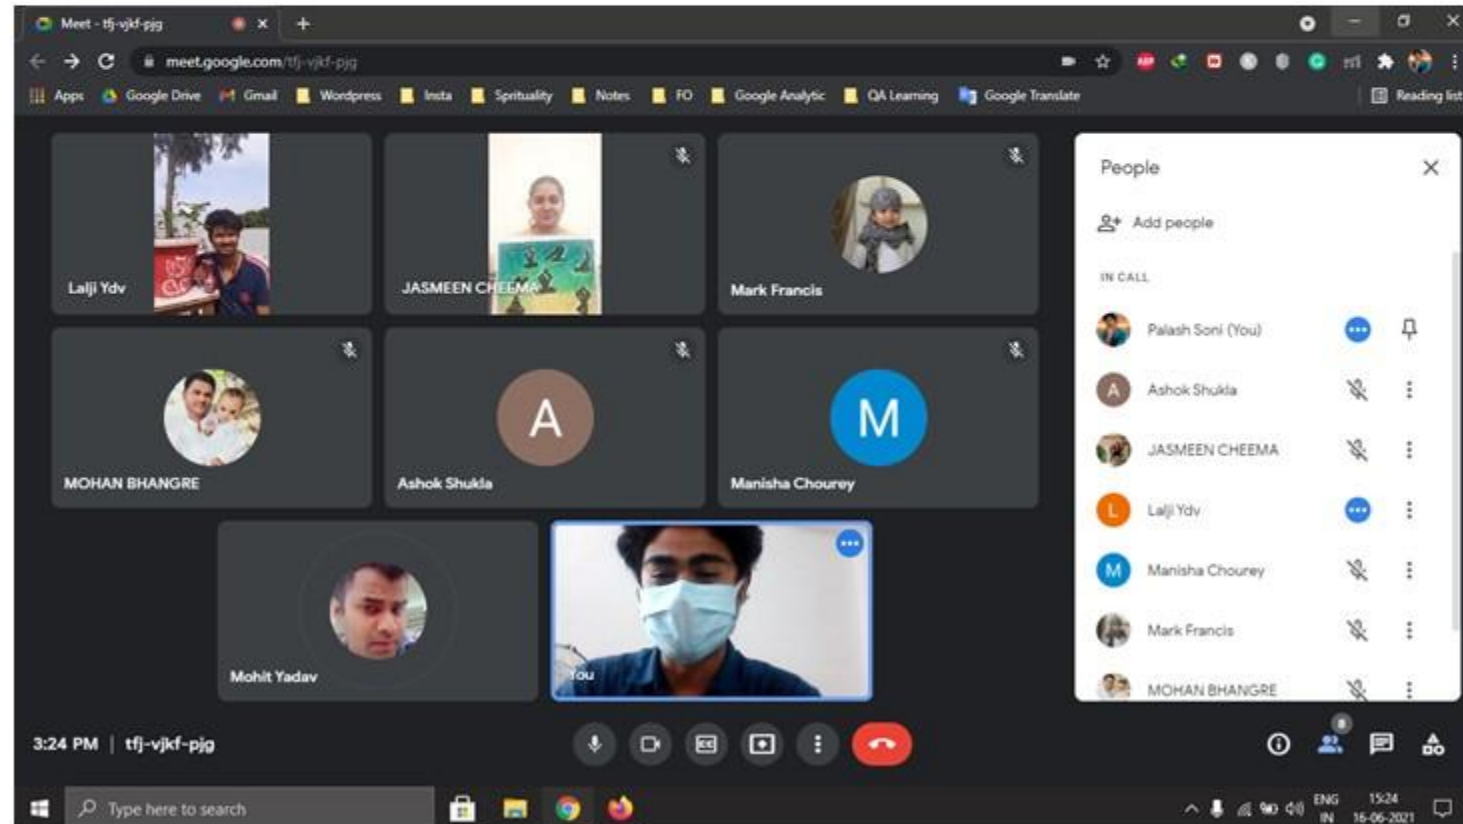 Meet - tfj-vjkf-pjg
meet.google.com/tfj-vjkf-pjg
Apps Google Drive Gmail Wordpress Insta Sprituality Notes FO Google Analytic QA Learning Google Translate Reading list
Lalji Ydv
JASMEEN CHEEMA
Mark Francis
MOHAN BHANGRE
A
Ashok Shukla
M
Manisha Chourey
Mohit Yadav
You
People
Add people
IN CALL
Palash Soni (You)
A Ashok Shukla
JASMEEN CHEEMA
L Lalji Ydv
M Manisha Chourey
Mark Francis
MOHAN BHANGRE
3:24 PM | tfj-vjkf-pjg
CC
8
Type here to search
ENG
IN
15:24
16-06-2021